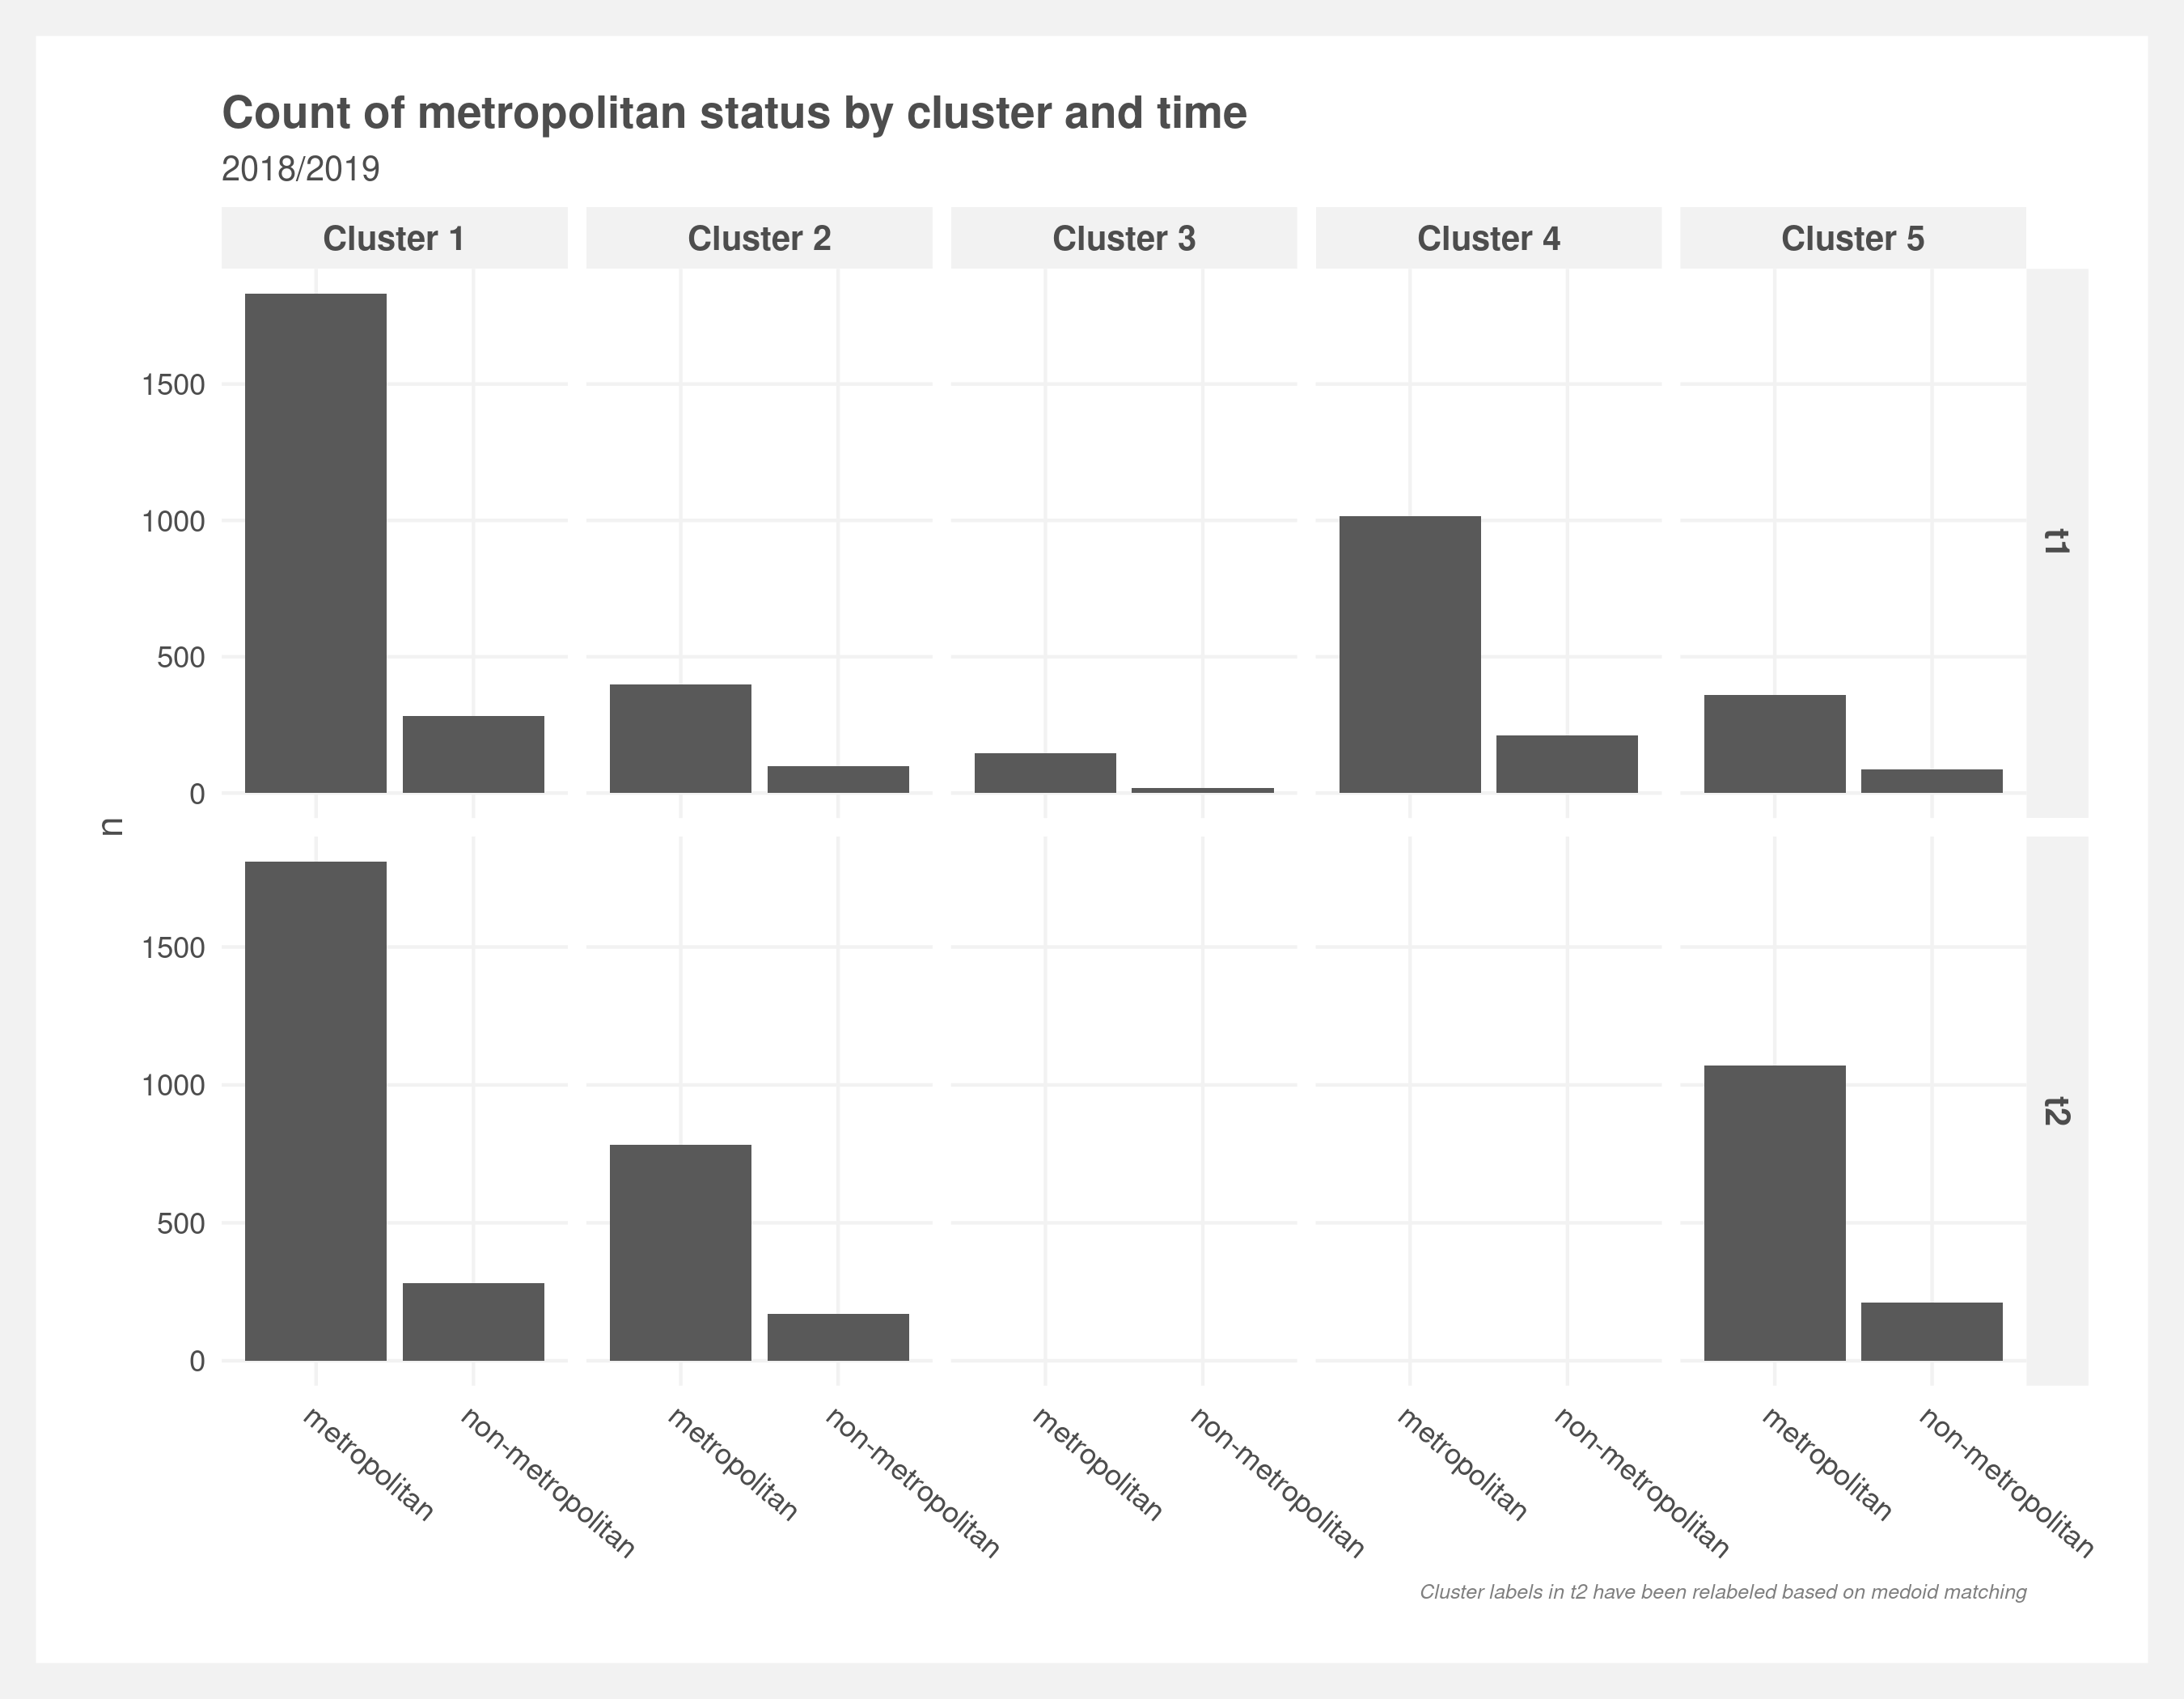 Count of metropolitan status by cluster and time
2018/2019
Cluster 1
Cluster 2
Cluster 3
Cluster 4
Cluster 5
1500
1000
500
0
t1
n
1500
1000
500
0
t2
metropolitan
non-metropolitan
metropolitan
non-metropolitan
metropolitan
non-metropolitan
metropolitan
non-metropolitan
metropolitan
non-metropolitan
Cluster labels in t2 have been relabeled based on medoid matching